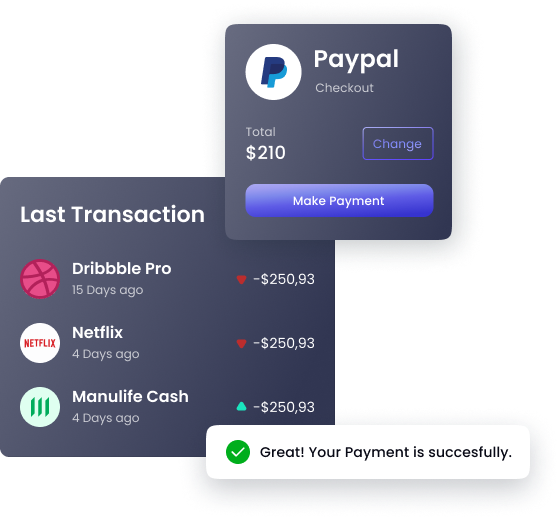 Paypal
Checkout
Total
$210
Change
Make Payment
Last Transaction
Dribbble Pro
15 Days ago
-$250,93
NETFLIX
Netflix
4 Days ago
-$250,93
Manulife Cash
4 Days ago
-$250,93
Great! Your Payment is succesfully.